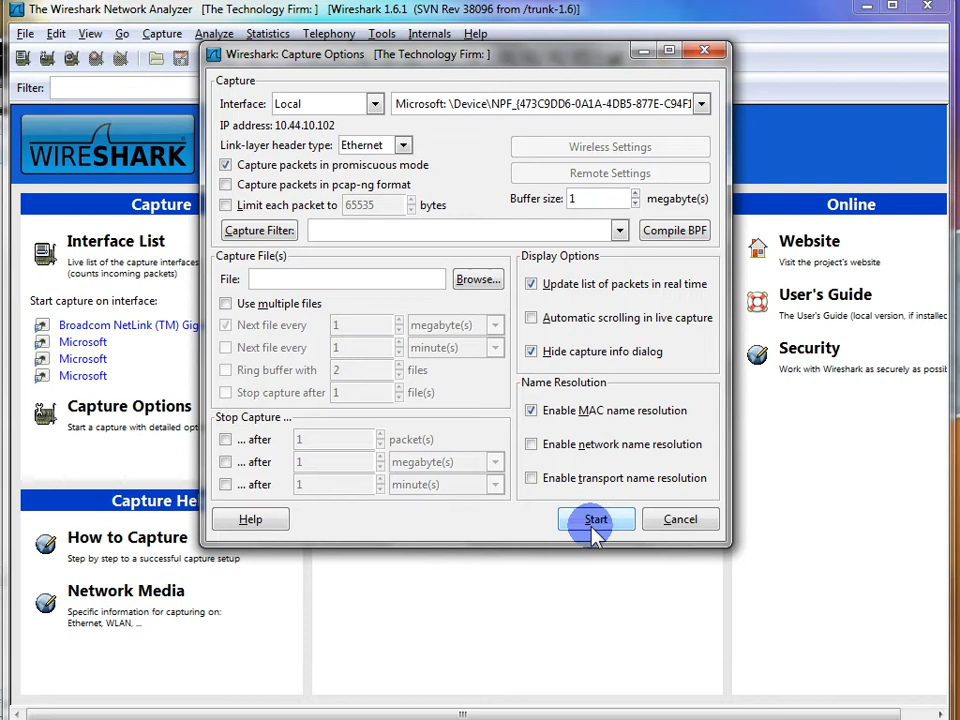 The Wireshark Network Analyzer [The Technology Firm: ] [Wireshark 1.6.1 (SVN Rev 38096 from /trunk-1.6)]
File Edit View Go Capture Analyze Statistics Telephony Tools Internals Help
Filter:
WIRESHARK
Capture
Interface List
Live list of the capture interfaces
(counts incoming packets)
Start capture on interface:
Broadcom NetLink (TM) Gig
Microsoft
Microsoft
Microsoft
Capture Options
Start a capture with detailed opti
Capture He
How to Capture
Step by step to a successful capture setup
Network Media
Specific information for capturing on:
Ethernet, WLAN, ...
Wireshark: Capture Options [The Technology Firm: ]
Capture
Interface: Local Microsoft: \Device\NPF_{473C9DD6-0A1A-4DB5-877E-C94F1
IP address: 10.44.10.102
Link-layer header type: Ethernet
Wireless Settings
Capture packets in promiscuous mode
Remote Settings
Capture packets in pcap-ng format
Limit each packet to 65535 bytes
Buffer size: 1 megabyte(s)
Capture Filter: Compile BPF
Capture File(s)
File: Browse...
Use multiple files
Next file every 1 megabyte(s)
Next file every 1 minute(s)
Ring buffer with 2 files
Stop capture after 1 file(s)
Stop Capture ...
... after 1 packet(s)
... after 1 megabyte(s)
... after 1 minute(s)
Display Options
Update list of packets in real time
Automatic scrolling in live capture
Hide capture info dialog
Name Resolution
Enable MAC name resolution
Enable network name resolution
Enable transport name resolution
Help Start Cancel
Online
Website
Visit the project's website
User's Guide
The User's Guide (local version, if installec
Security
Work with Wireshark as securely as possib